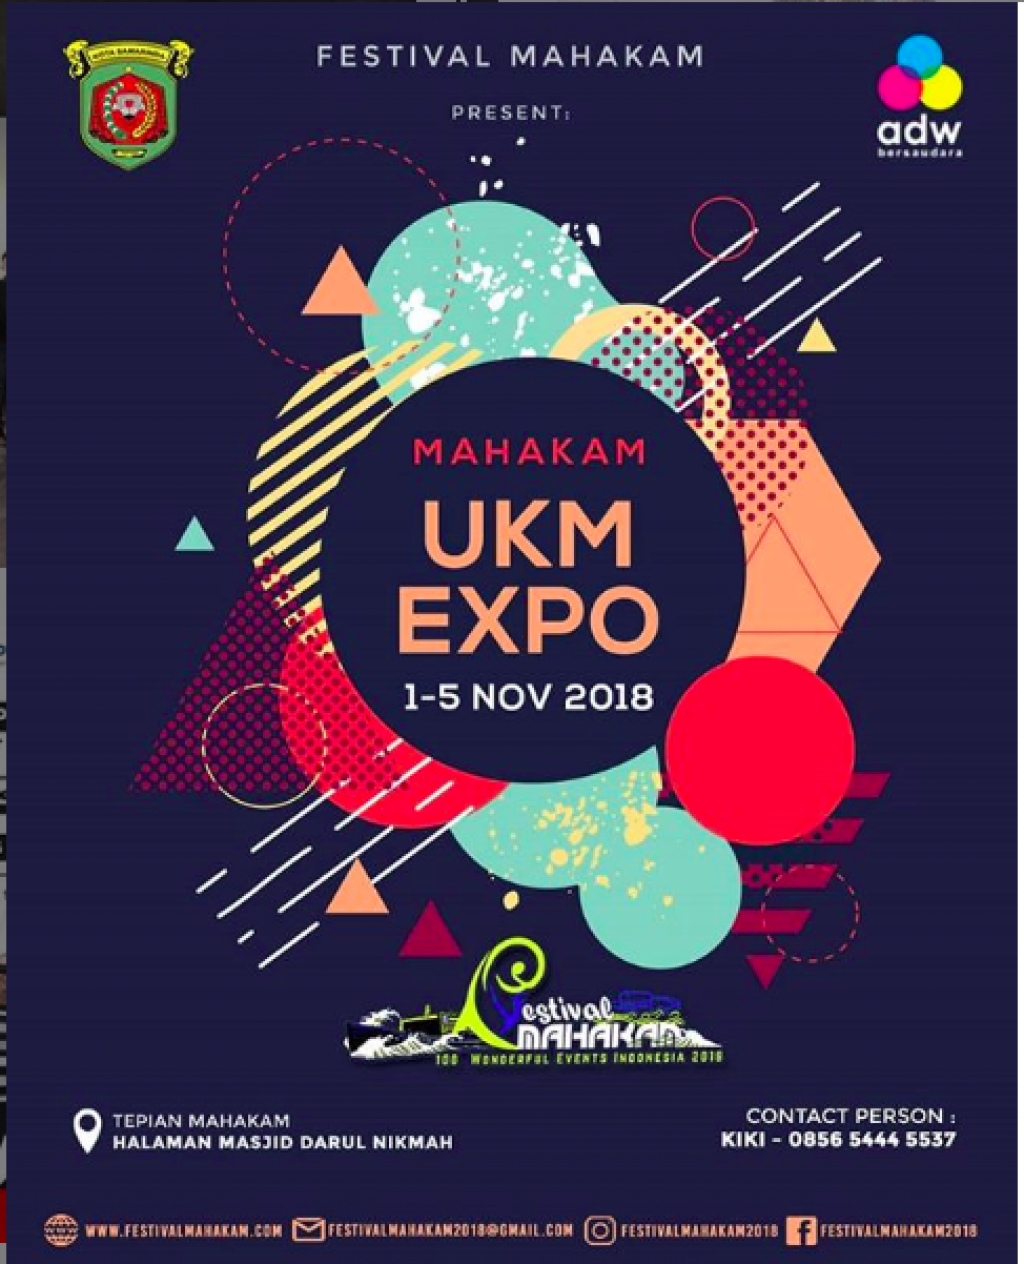 KOTA SAMARINDA
FESTIVAL MAHAKAM
PRESENT:
adw
bersaudara
MAHAKAM
UKM
EXPO
1-5 NOV 2018
Festival
MAHAKAM
100 WONDERFUL EVENTS INDONESIA 2018
TEPIAN MAHAKAM
HALAMAN MASJID DARUL NIKMAH
CONTACT PERSON :
KIKI - 0856 5444 5537
WWW.FESTIVALMAHAKAM.COM
FESTIVALMAHAKAM2018@GMAIL.COM
FESTIVALMAHAKAM2018
FESTIVALMAHAKAM2018